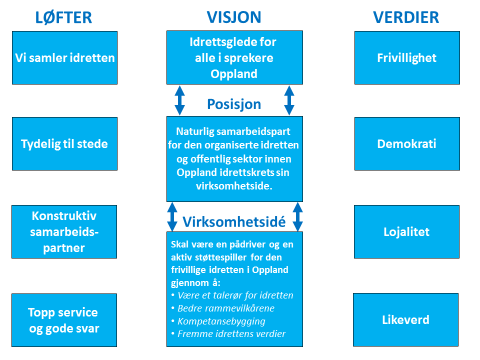 LØFTER
Vi samler idretten
Tydelig til stede
Konstruktiv
samarbeids-
partner
Topp service
og gode svar
VISJON
Idrettsglede for
alle i sprekere
Oppland
Posisjon
Naturlig samarbeidspart
for den organiserte idretten
og offentlig sektor innen
Oppland idrettskrets sin
virksomhetside.
Virksomhetsidé
Skal være en pådriver og en
aktiv støttespiller for den
frivillige idretten i Oppland
gjennom å:
• Være et talerør for idretten
• Bedre rammevilkårene
• Kompetansebygging
• Fremme idrettens verdier
VERDIER
Frivillighet
Demokrati
Lojalitet
Likeverd